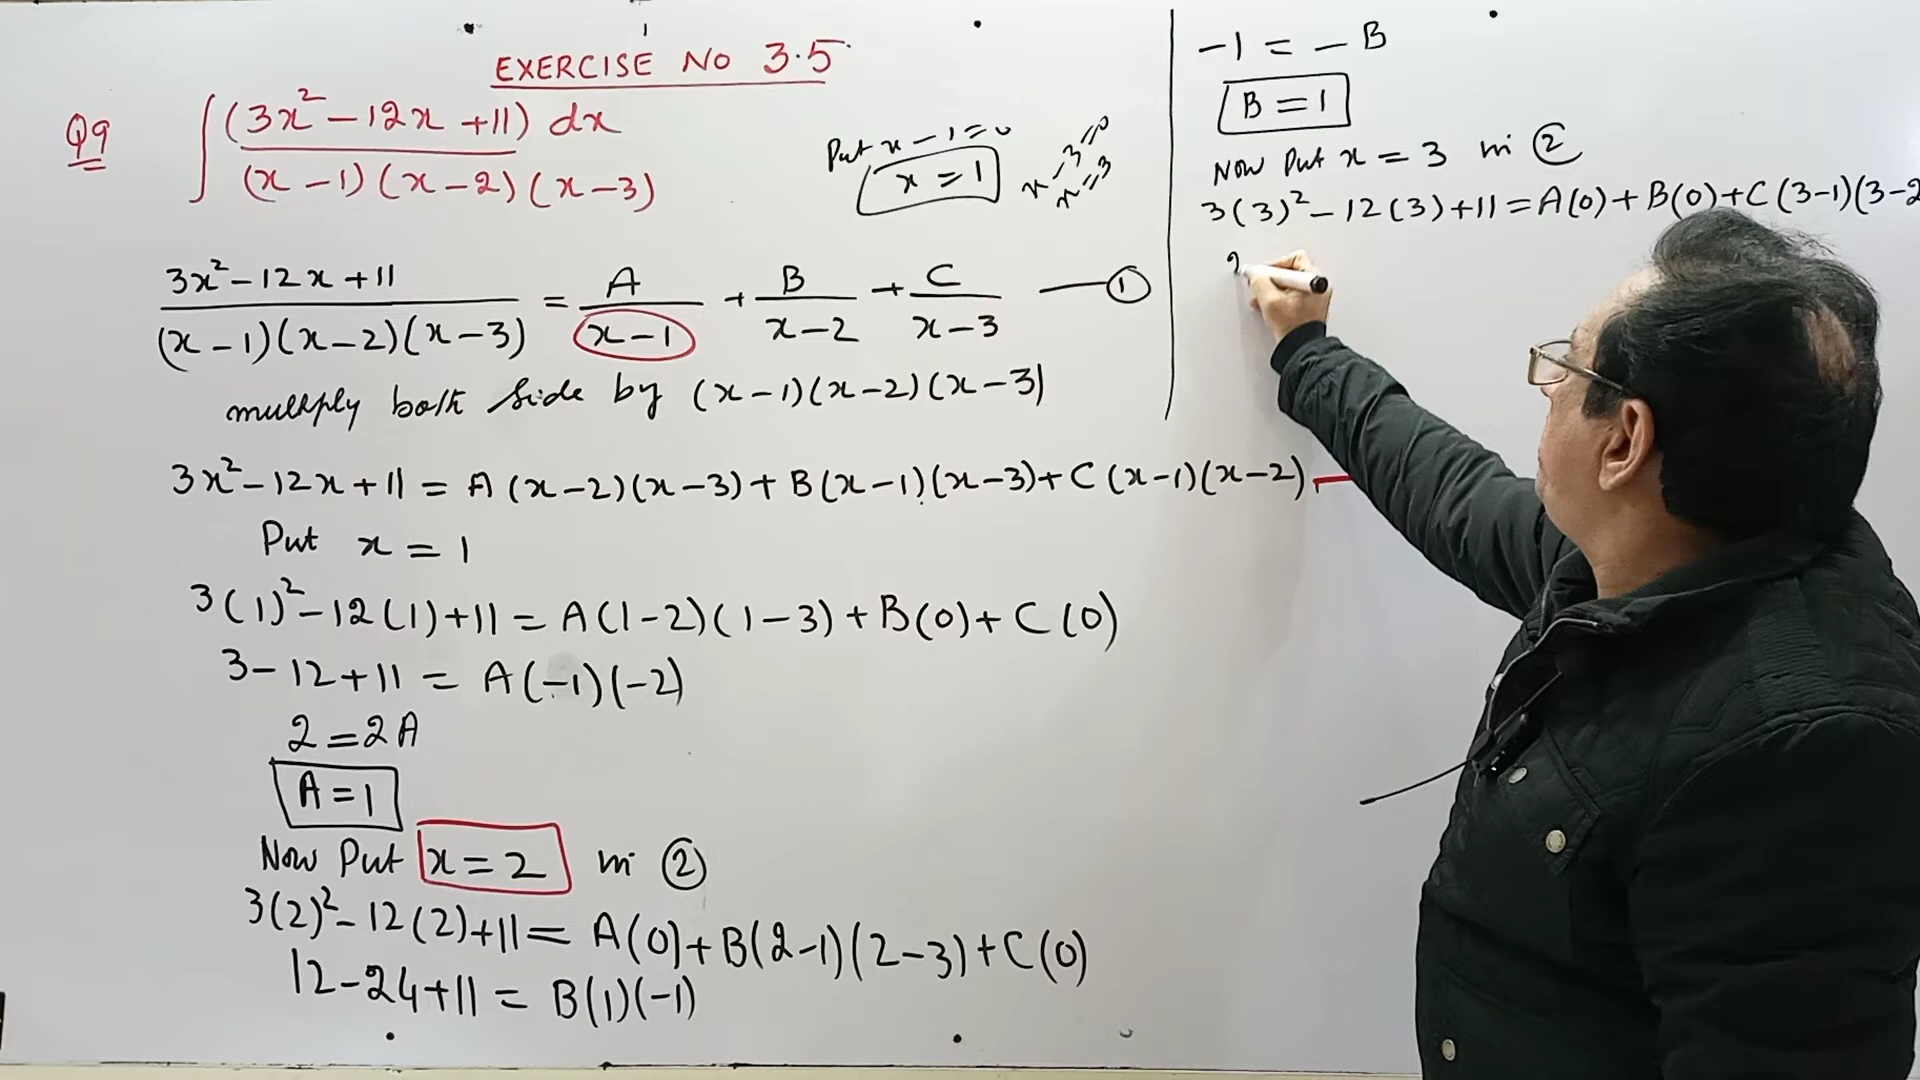 EXERCISE NO 3.5
Q9 ∫ (3x² - 12x + 11) dx
(x - 1)(x - 2)(x - 3)
Put x - 1 = 0
x = 1
x - 3 = 0
x = 3
3x² - 12x + 11 / (x - 1)(x - 2)(x - 3) = A / x - 1 + B / x - 2 + C / x - 3 —— ①
multiply both side by (x - 1)(x - 2)(x - 3)
3x² - 12x + 11 = A(x - 2)(x - 3) + B(x - 1)(x - 3) + C(x - 1)(x - 2) —
Put x = 1
3(1)² - 12(1) + 11 = A(1 - 2)(1 - 3) + B(0) + C(0)
3 - 12 + 11 = A(-1)(-2)
2 = 2A
A = 1
Now Put x = 2 in ②
3(2)² - 12(2) + 11 = A(0) + B(2 - 1)(2 - 3) + C(0)
12 - 24 + 11 = B(1)(-1)
-1 = -B
B = 1
Now Put x = 3 in ②
3(3)² - 12(3) + 11 = A(0) + B(0) + C(3 - 1)(3 - 2